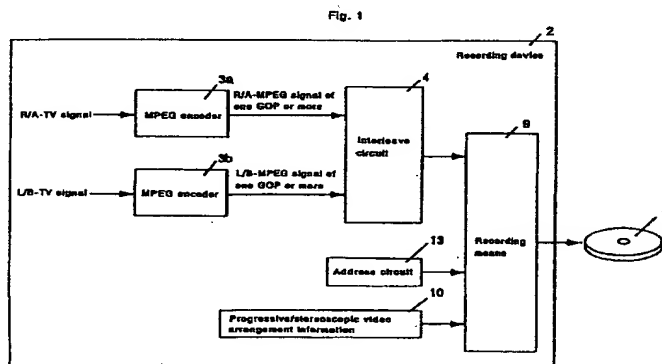 Fig. 1
2
Recording device
3a
R/A-TV signal
MPEG encoder
R/A-MPEG signal of
one GOP or more
4
Interleave
circuit
9
3b
L/B-TV signal
MPEG encoder
L/B-MPEG signal of
one GOP or more
Recording
means
13
Address circuit
10
Progressive/stereoscopic video
arrangement information